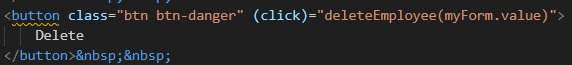 <button class="btn btn-danger" (click)="deleteEmployee(myForm.value)">
Delete
</button>&nbsp;&nbsp;